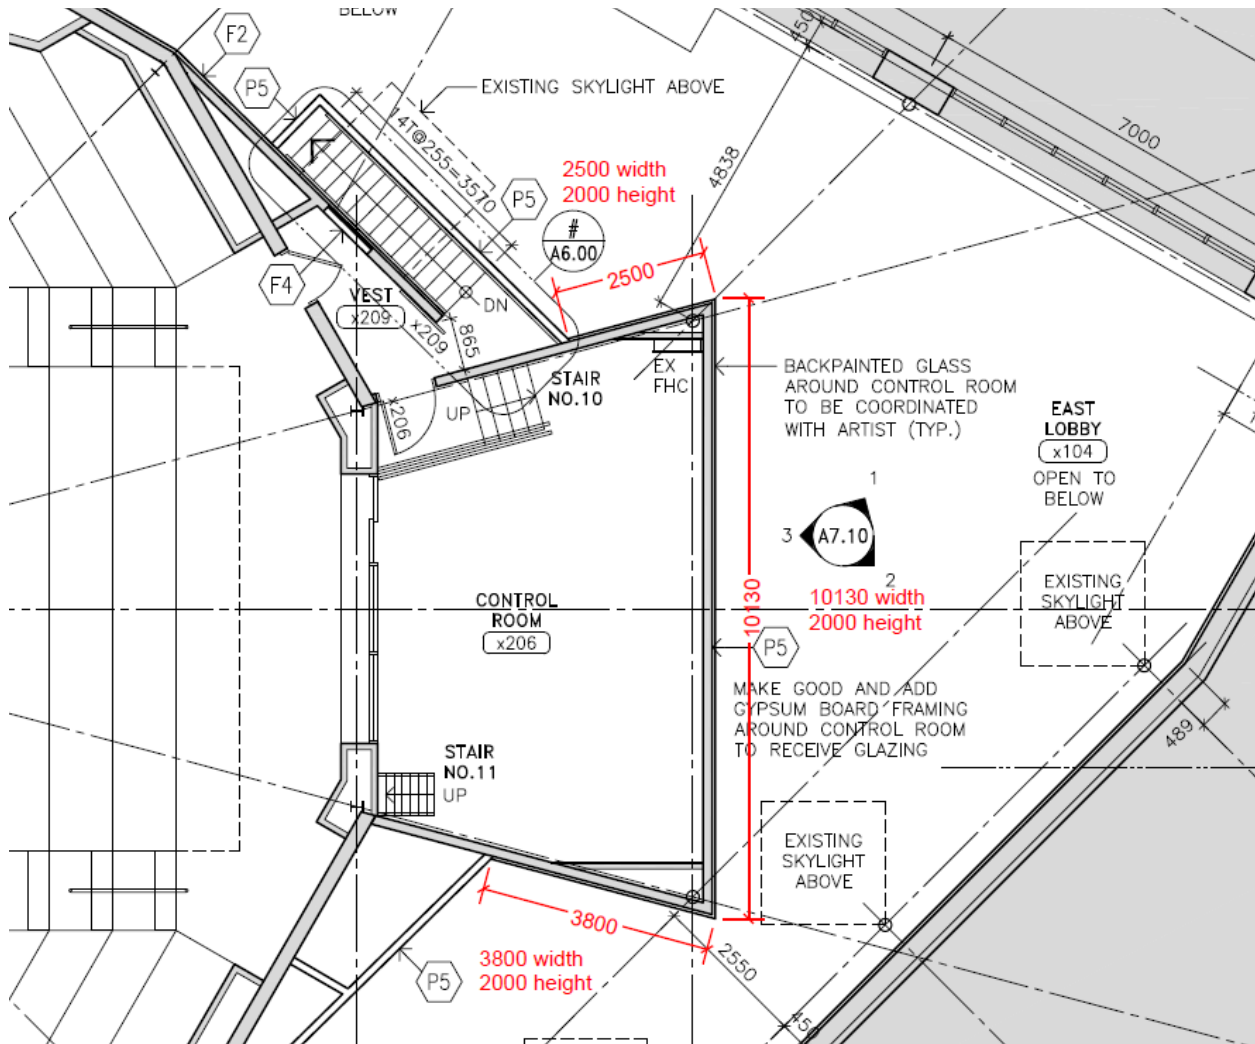 BELOW
F2
P5
EXISTING SKYLIGHT ABOVE
14T@255=3570
2500 width
2000 height
P5
#
A6.00
4838
450
7000
F4
VEST
x209
x209
DN
865
2500
STAIR
NO.10
UP
x206
EX
FHC
BACKPAINTED GLASS
AROUND CONTROL ROOM
TO BE COORDINATED
WITH ARTIST (TYP.)
EAST
LOBBY
x104
OPEN TO
BELOW
1
3
A7.10
2
EXISTING
SKYLIGHT
ABOVE
CONTROL
ROOM
x206
10130
10130 width
2000 height
P5
MAKE GOOD AND ADD
GYPSUM BOARD FRAMING
AROUND CONTROL ROOM
TO RECEIVE GLAZING
489
STAIR
NO.11
UP
EXISTING
SKYLIGHT
ABOVE
3800
3800 width
2000 height
P5
2550
450